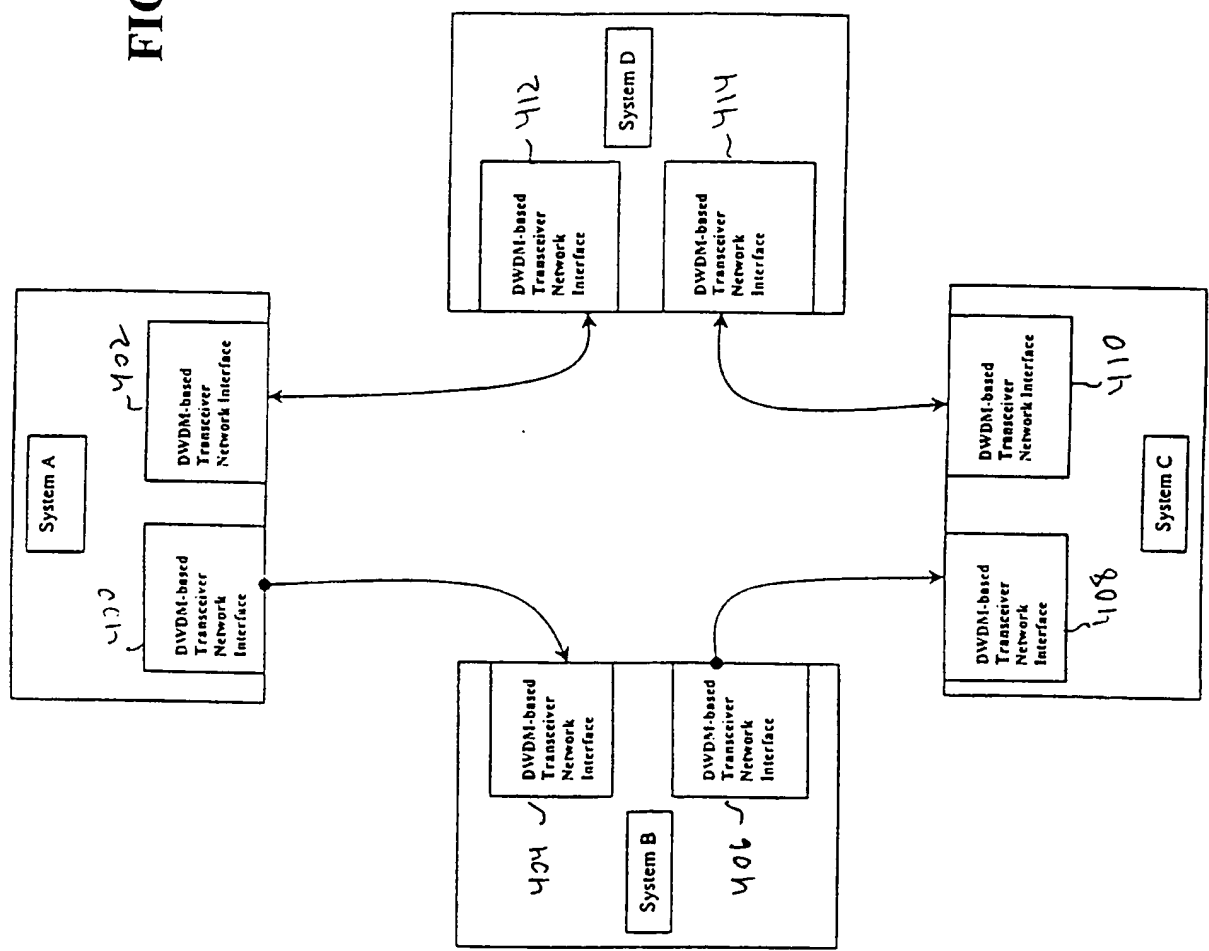 FIG
System A
400
DWDM-based
Transceiver
Network
Interface
402
DWDM-based
Transceiver
Network Interface
404
DWDM-based
Transceiver
Network
Interface
System B
406
DWDM-based
Transceiver
Network
Interface
412
DWDM-based
Transceiver
Network
Interface
System D
414
DWDM-based
Transceiver
Network
Interface
408
DWDM-based
Transceiver
Network
Interface
410
DWDM-based
Transceiver
Network Interface
System C